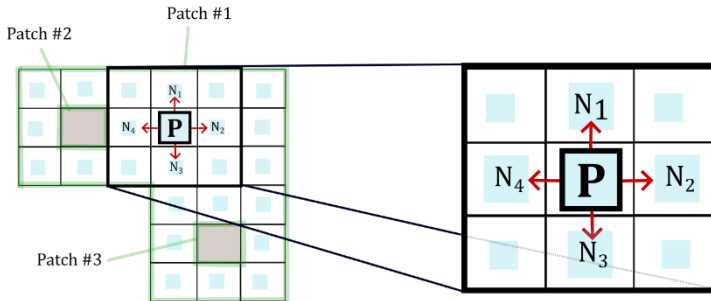 Patch #1
Patch #2
N1
N4 P N2
N3
Patch #3
N1
N4 P N2
N3